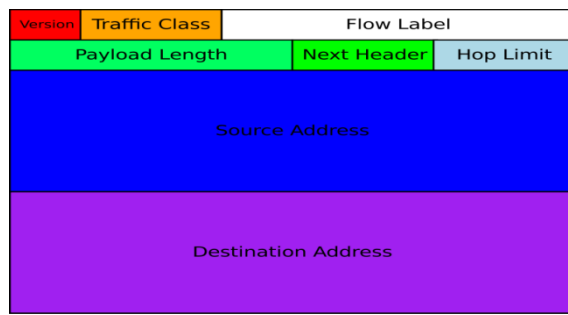 Version Traffic Class Flow Label
Payload Length Next Header Hop Limit
Source Address
Destination Address